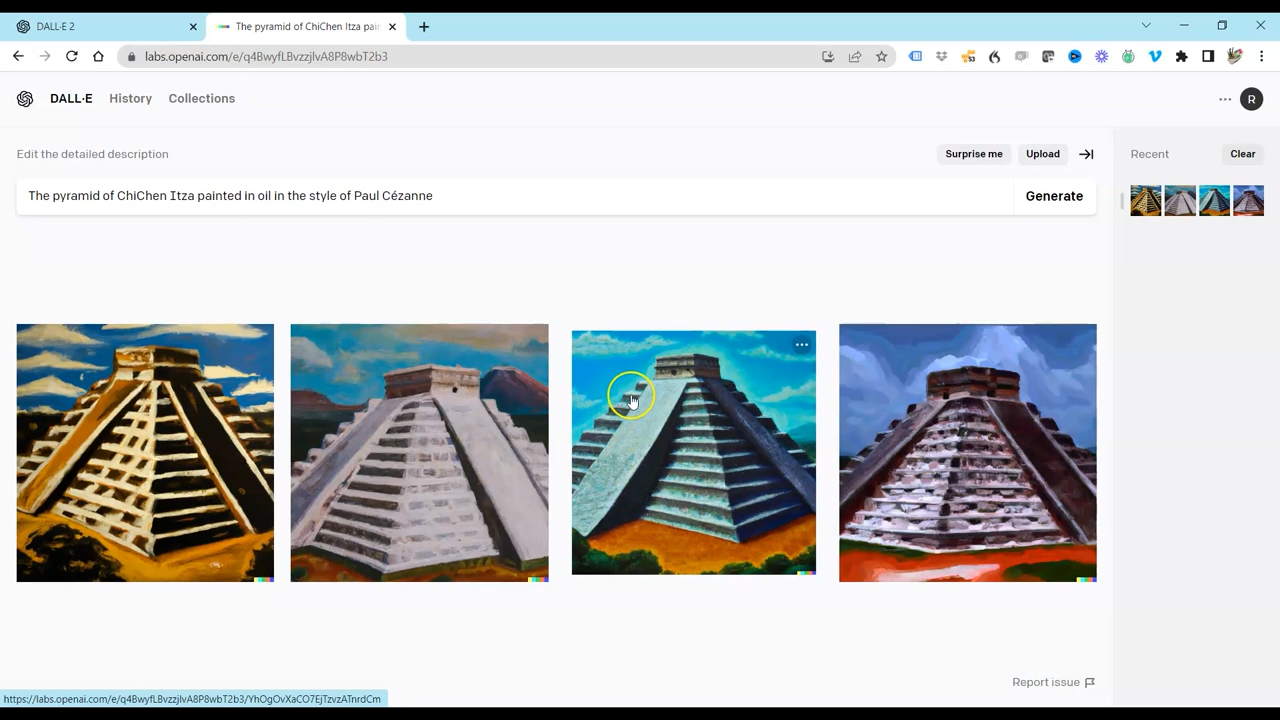 DALL·E 2
The pyramid of ChiChen Itza pain
labs.openai.com/e/q4BwyfLBvzzjlvA8P8wbT2b3
DALL·E
History
Collections
R
Edit the detailed description
Surprise me
Upload
Recent
Clear
The pyramid of ChiChen Itza painted in oil in the style of Paul Cézanne
Generate
Report issue
https://labs.openai.com/e/q4BwyfLBvzzjlvA8P8wbT2b3/YhOgOvXaCO7EjTzvzATnrdCm